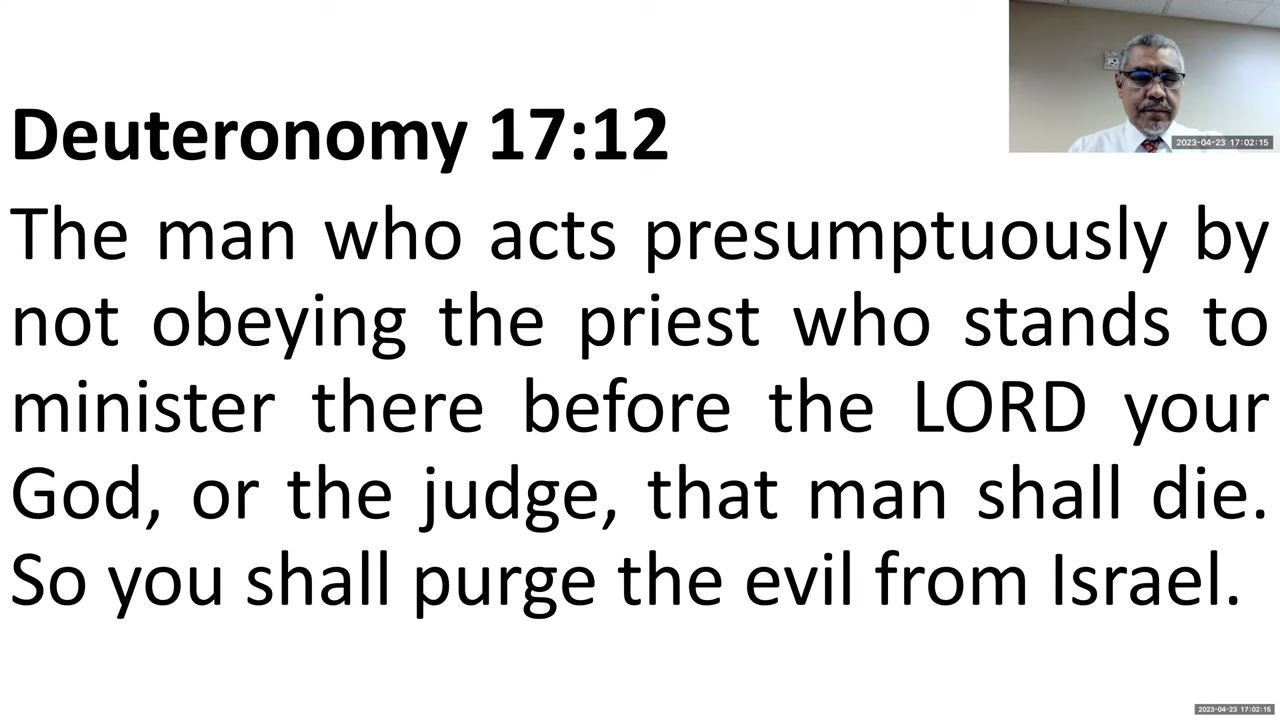 2023-04-23 17:02:15
Deuteronomy 17:12
The man who acts presumptuously by
not obeying the priest who stands to
minister there before the LORD your
God, or the judge, that man shall die.
So you shall purge the evil from Israel.
2023-04-23 17:02:15